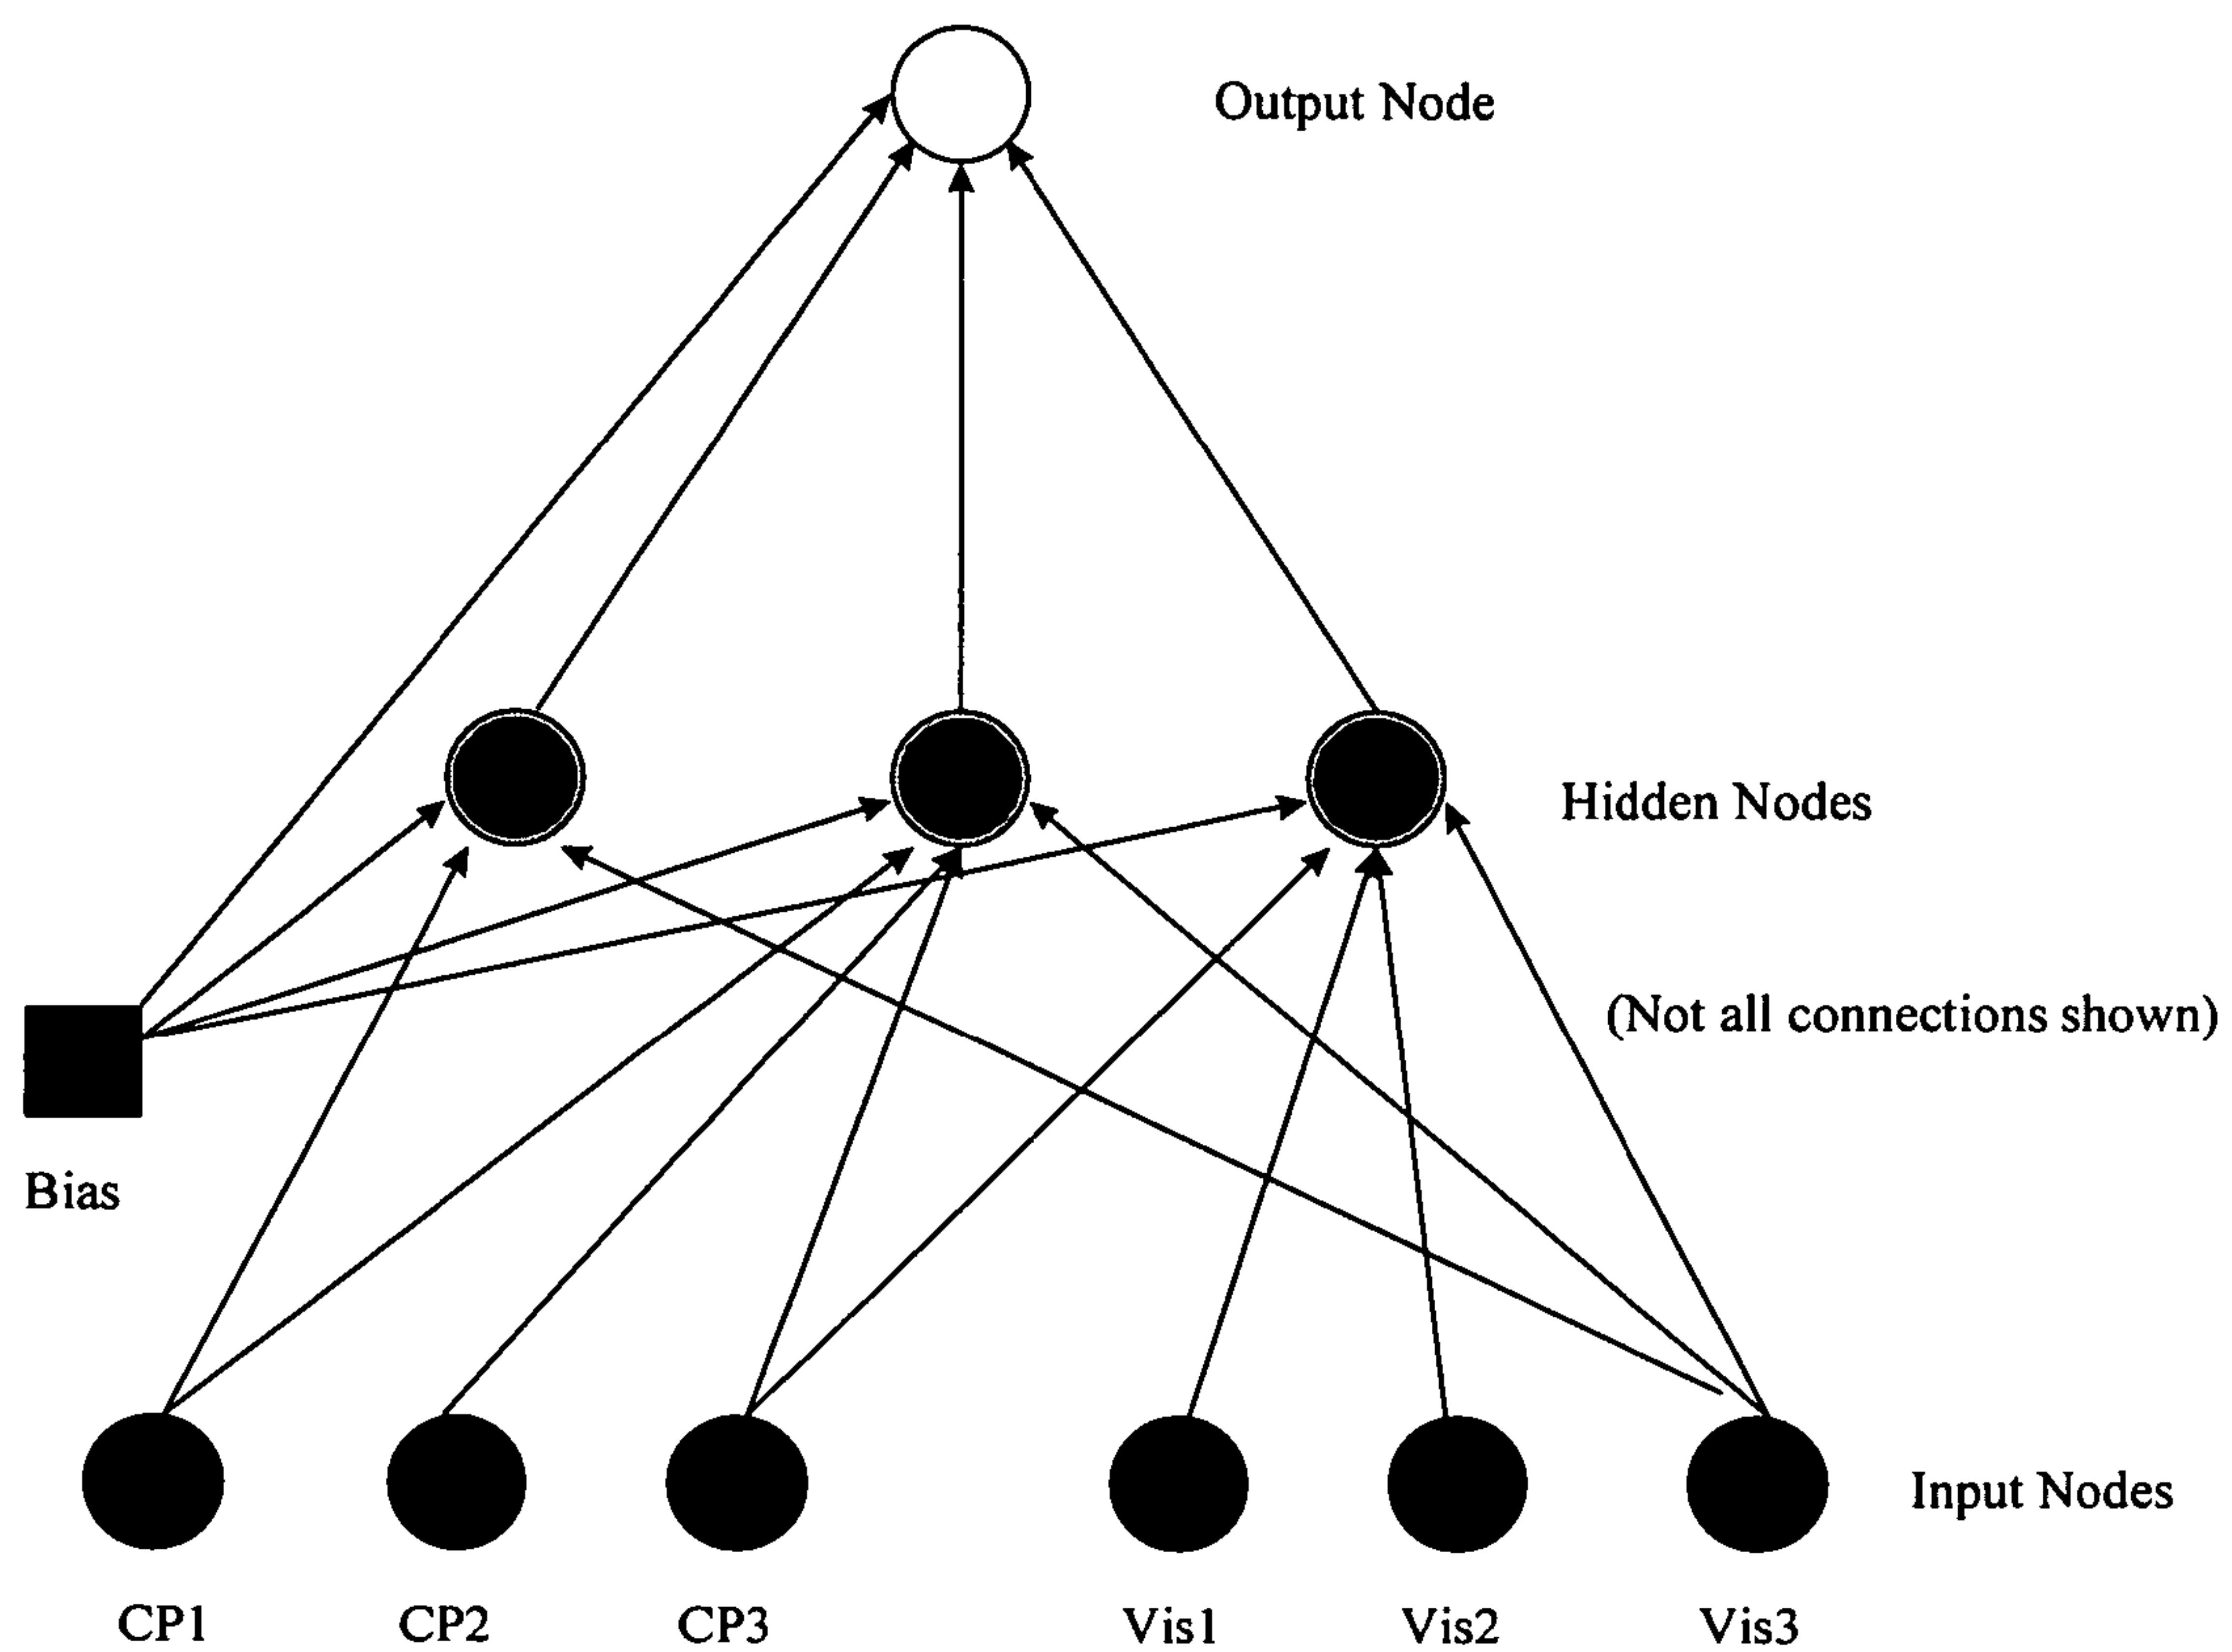 Output Node
Hidden Nodes
(Not all connections shown)
Bias
Input Nodes
CP1
CP2
CP3
Vis1
Vis2
Vis3